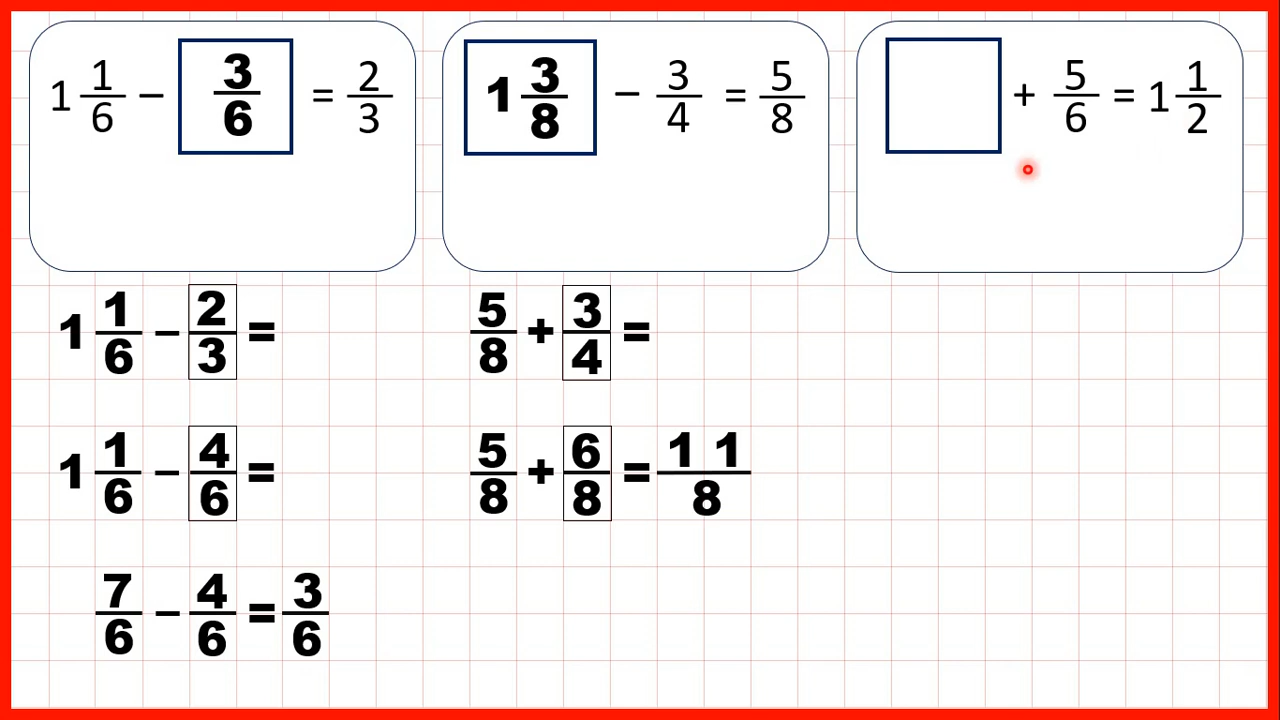 1 1/6 − 3/6 = 2/3
1 3/8 − 3/4 = 5/8
+ 5/6 = 1 1/2
1 1/6 − 2/3 =
5/8 + 3/4 =
1 1/6 − 4/6 =
5/8 + 6/8 = 11/8
7/6 − 4/6 = 3/6